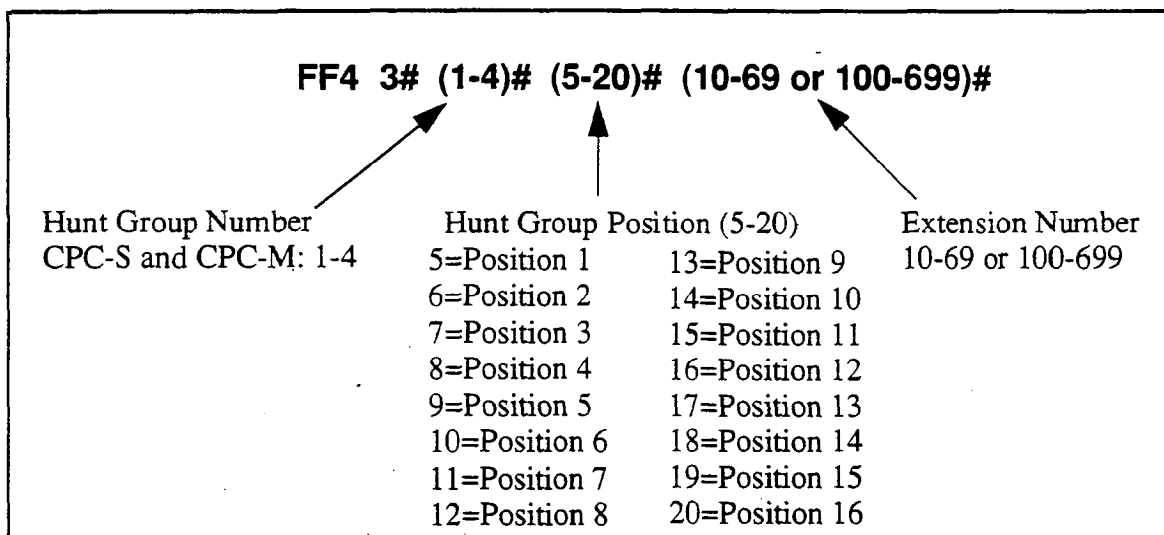 FF4 3# (1-4)# (5-20)# (10-69 or 100-699)#
Hunt Group Number
CPC-S and CPC-M: 1-4
Hunt Group Position (5-20)
5=Position 1
6=Position 2
7=Position 3
8=Position 4
9=Position 5
10=Position 6
11=Position 7
12=Position 8
13=Position 9
14=Position 10
15=Position 11
16=Position 12
17=Position 13
18=Position 14
19=Position 15
20=Position 16
Extension Number
10-69 or 100-699